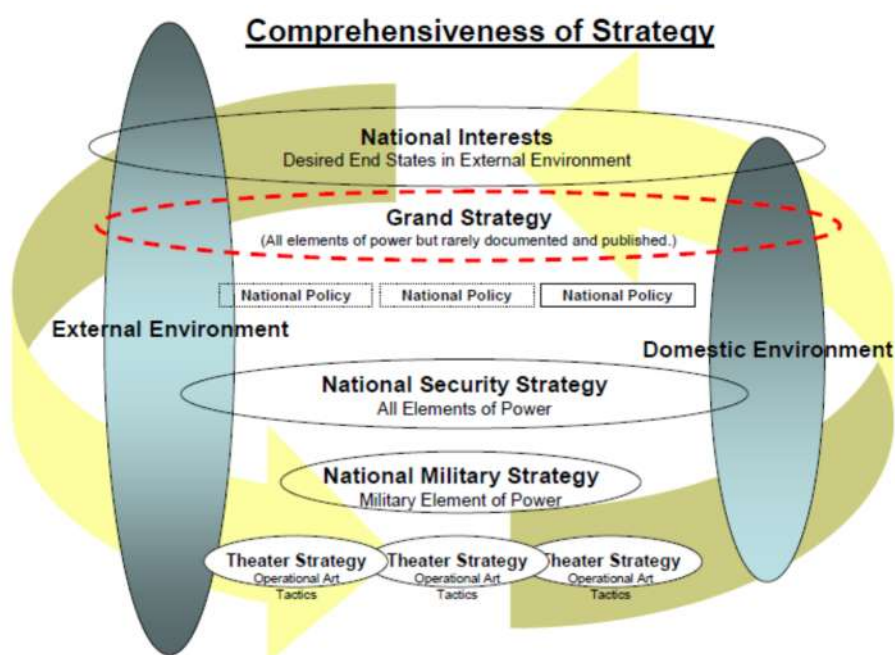 Comprehensiveness of Strategy
National Interests
Desired End States in External Environment
Grand Strategy
(All elements of power but rarely documented and published.)
National Policy
National Policy
National Policy
External Environment
Domestic Environment
National Security Strategy
All Elements of Power
National Military Strategy
Military Element of Power
Theater Strategy
Operational Art
Tactics
Theater Strategy
Operational Art
Tactics
Theater Strategy
Operational Art
Tactics